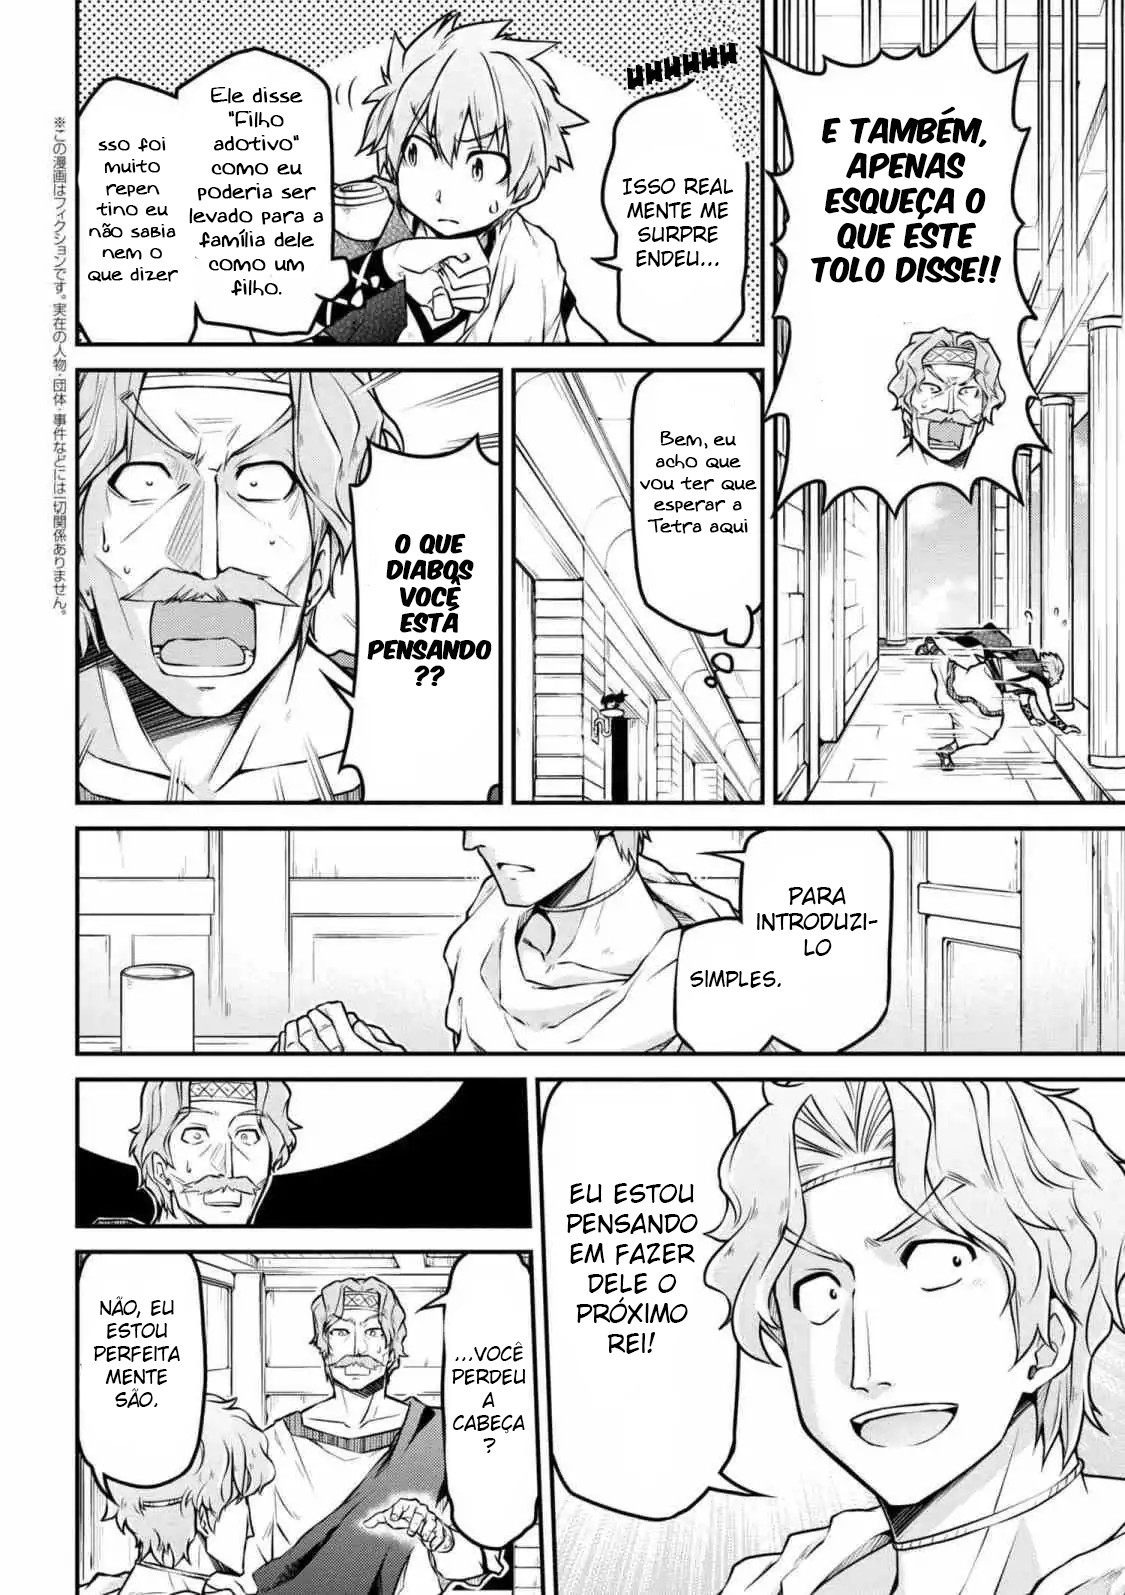 E TAMBÉM,
APENAS
ESQUEÇA O
QUE ESTE
TOLO DISSE!!
UHHHHHH
ISSO REAL
MENTE ME
SURPRE
ENDEU...
Ele disse
"Filho
adotivo"
como eu
poderia ser
levado para a
família dele
como um
filho.
sso foi
muito
repen
tino eu
não sabia
nem o
que dizer
※この漫画はフィクションです。実在の人物・団体・事件などには一切関係ありません。
Bem, eu
acho que
vou ter que
esperar a
Tetra aqui
O QUE
DIABOS
VOCÊ
ESTÁ
PENSANDO
??
PARA
INTRODUZI-
LO
SIMPLES.
EU ESTOU
PENSANDO
EM FAZER
DELE O
PRÓXIMO
REI!
...VOCÊ
PERDEU
A
CABEÇA
?
NÃO, EU
ESTOU
PERFEITA
MENTE
SÃO.